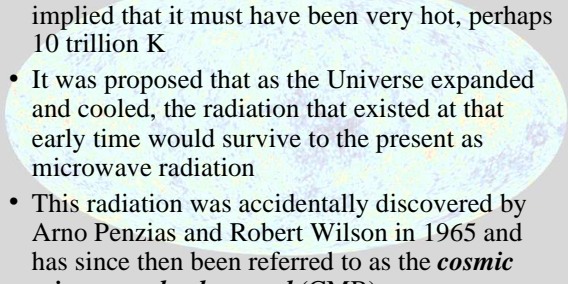 implied that it must have been very hot, perhaps
10 trillion K
• It was proposed that as the Universe expanded
and cooled, the radiation that existed at that
early time would survive to the present as
microwave radiation
• This radiation was accidentally discovered by
Arno Penzias and Robert Wilson in 1965 and
has since then been referred to as the cosmic
(CMB)